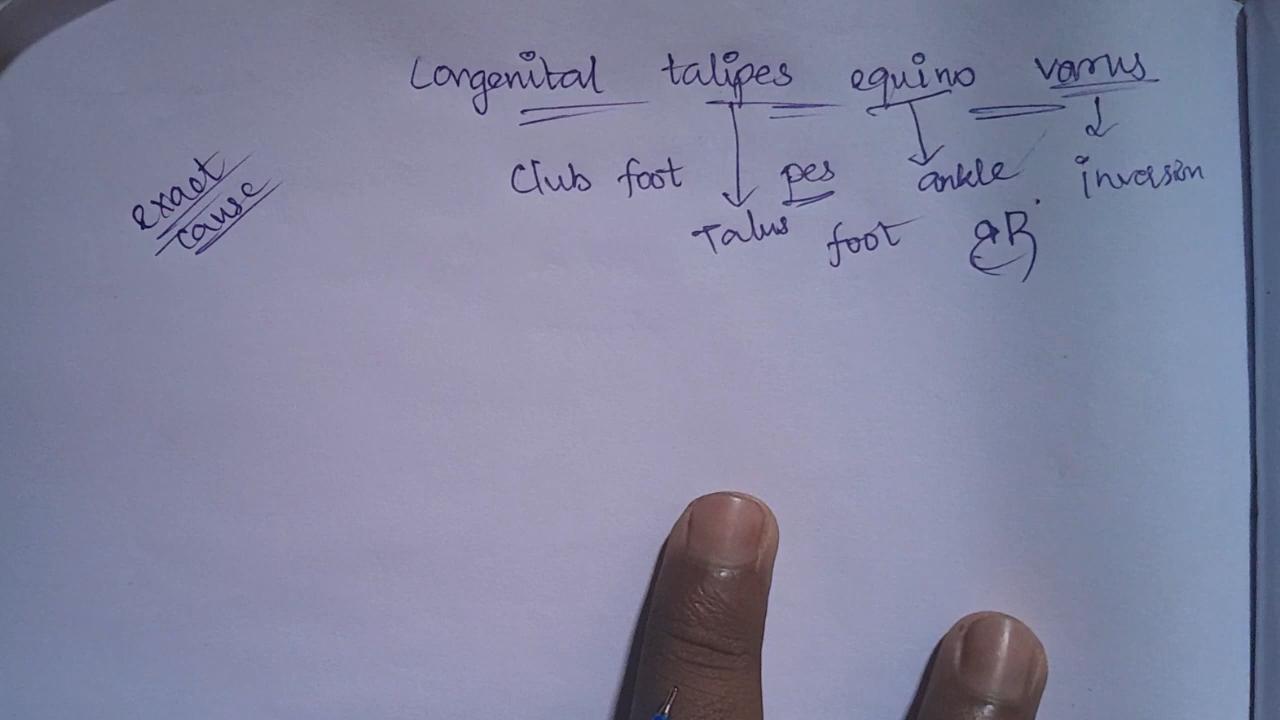 Congenital talipes equino varus
Club foot pes ankle inversion
Talus foot
exact
cause